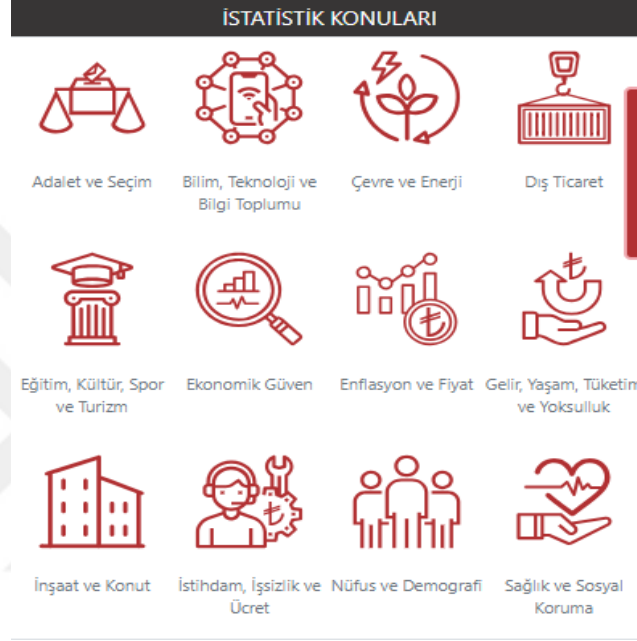 İSTATİSTİK KONULARI
Adalet ve Seçim
Bilim, Teknoloji ve
Bilgi Toplumu
Çevre ve Enerji
Dış Ticaret
Eğitim, Kültür, Spor
ve Turizm
Ekonomik Güven
Enflasyon ve Fiyat
Gelir, Yaşam, Tüketim
ve Yoksulluk
İnşaat ve Konut
İstihdam, İşsizlik ve
Ücret
Nüfus ve Demografi
Sağlık ve Sosyal
Koruma